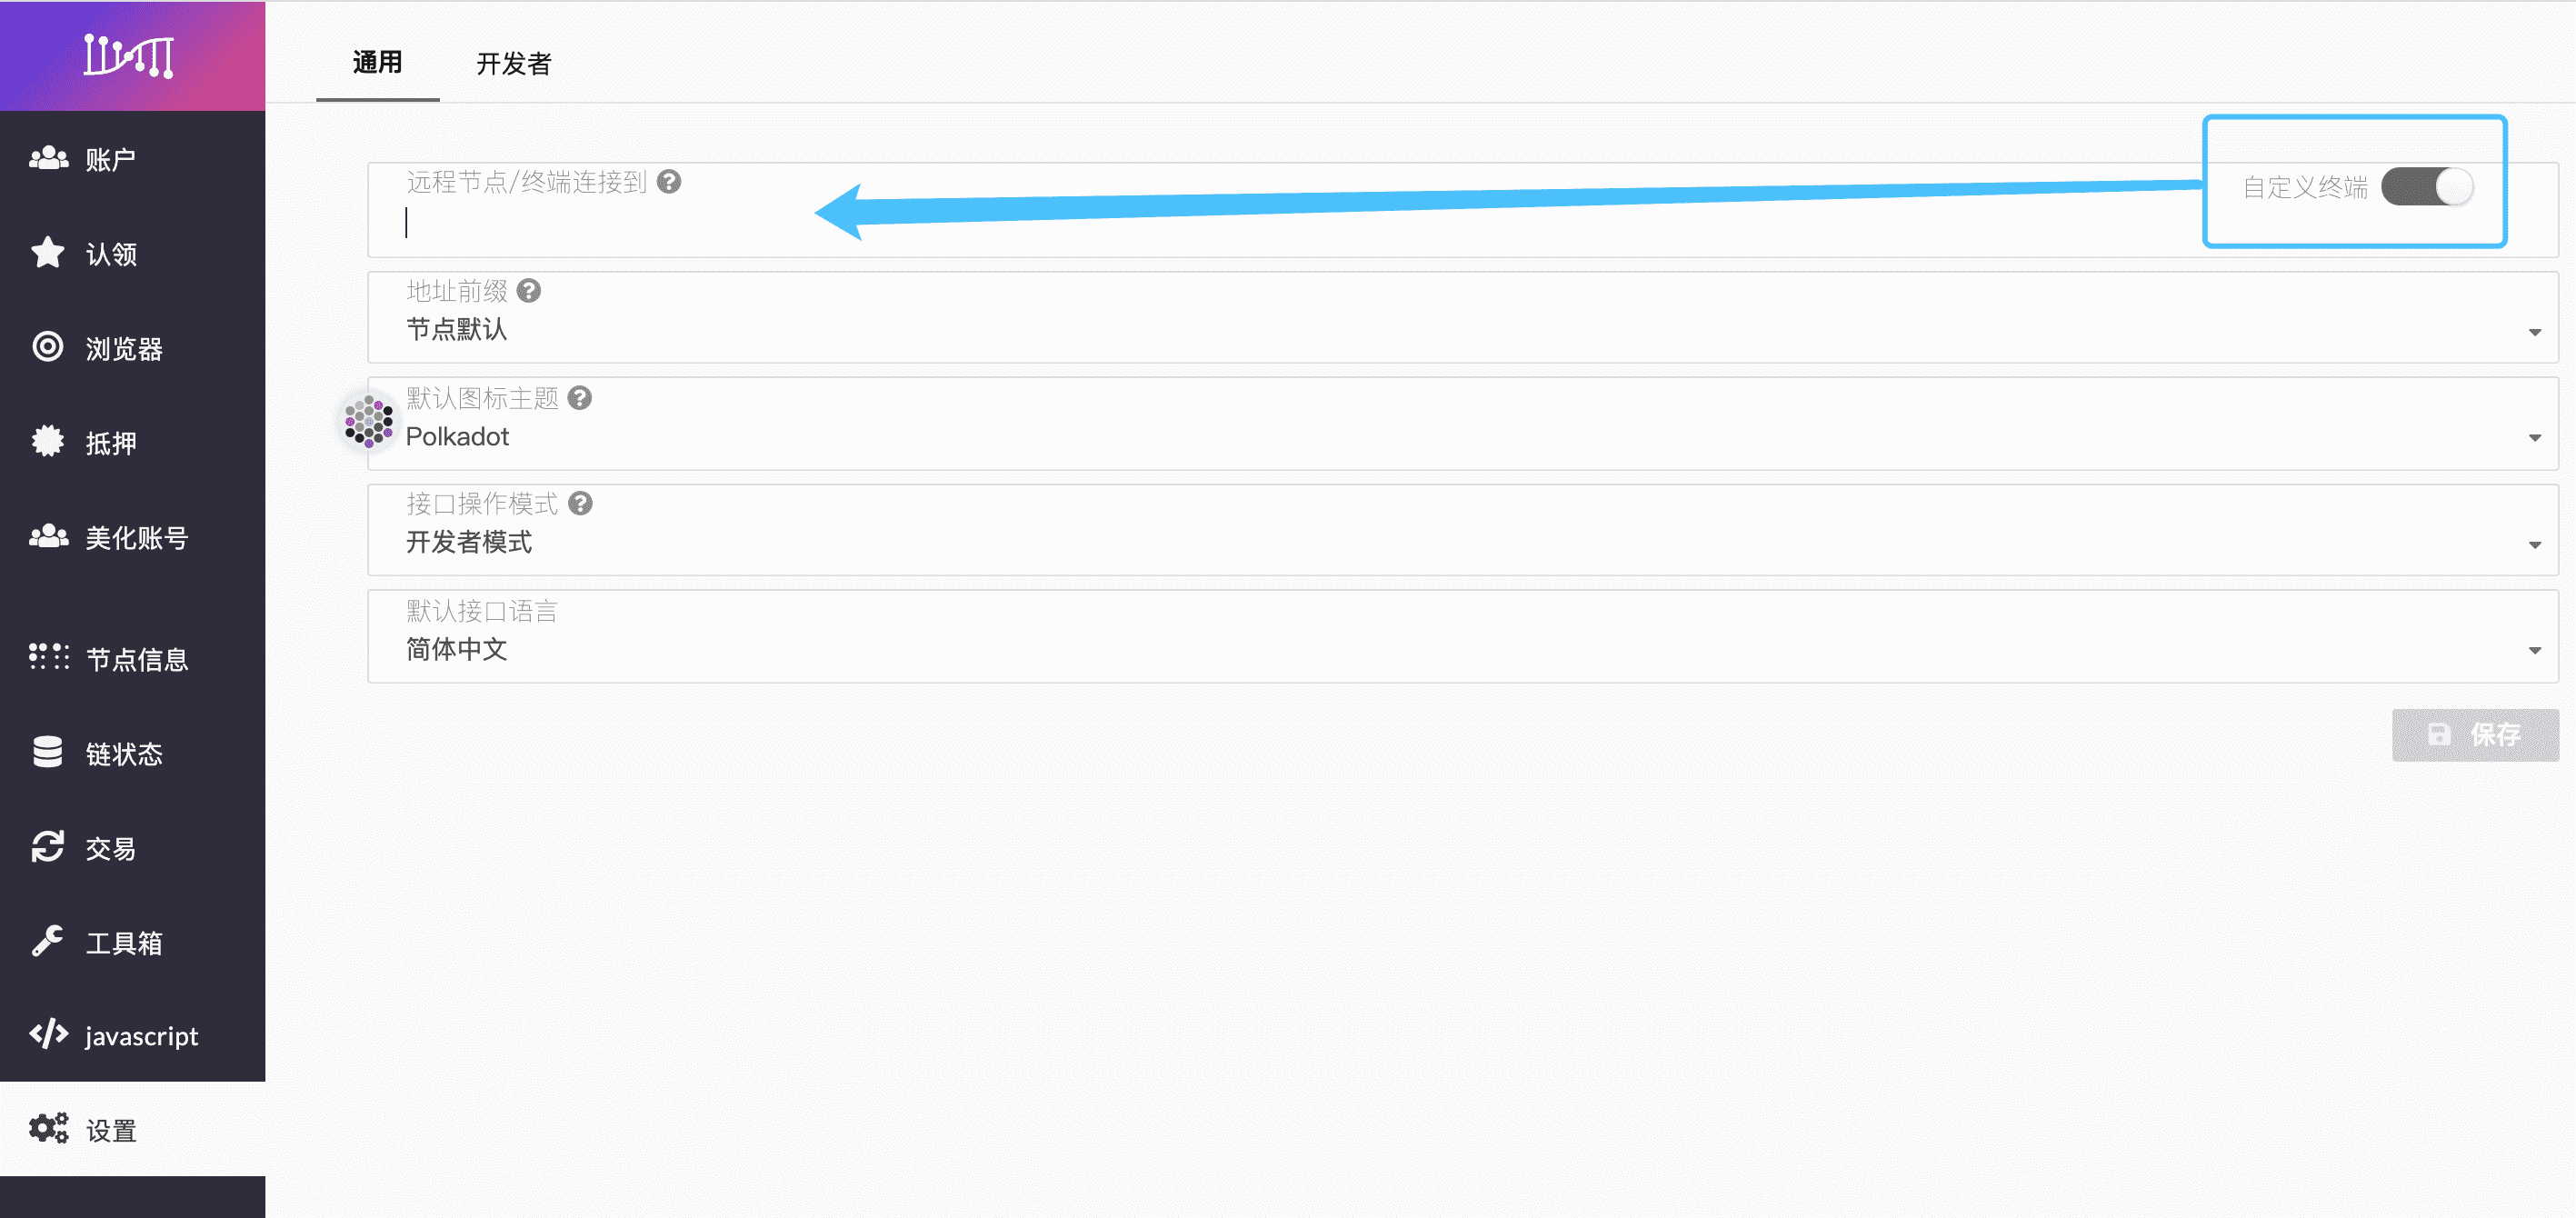 账户
认领
浏览器
抵押
美化账号
节点信息
链状态
交易
工具箱
javascript
设置
通用
开发者
远程节点/终端连接到
自定义终端
地址前缀
节点默认
默认图标主题
Polkadot
接口操作模式
开发者模式
默认接口语言
简体中文
保存